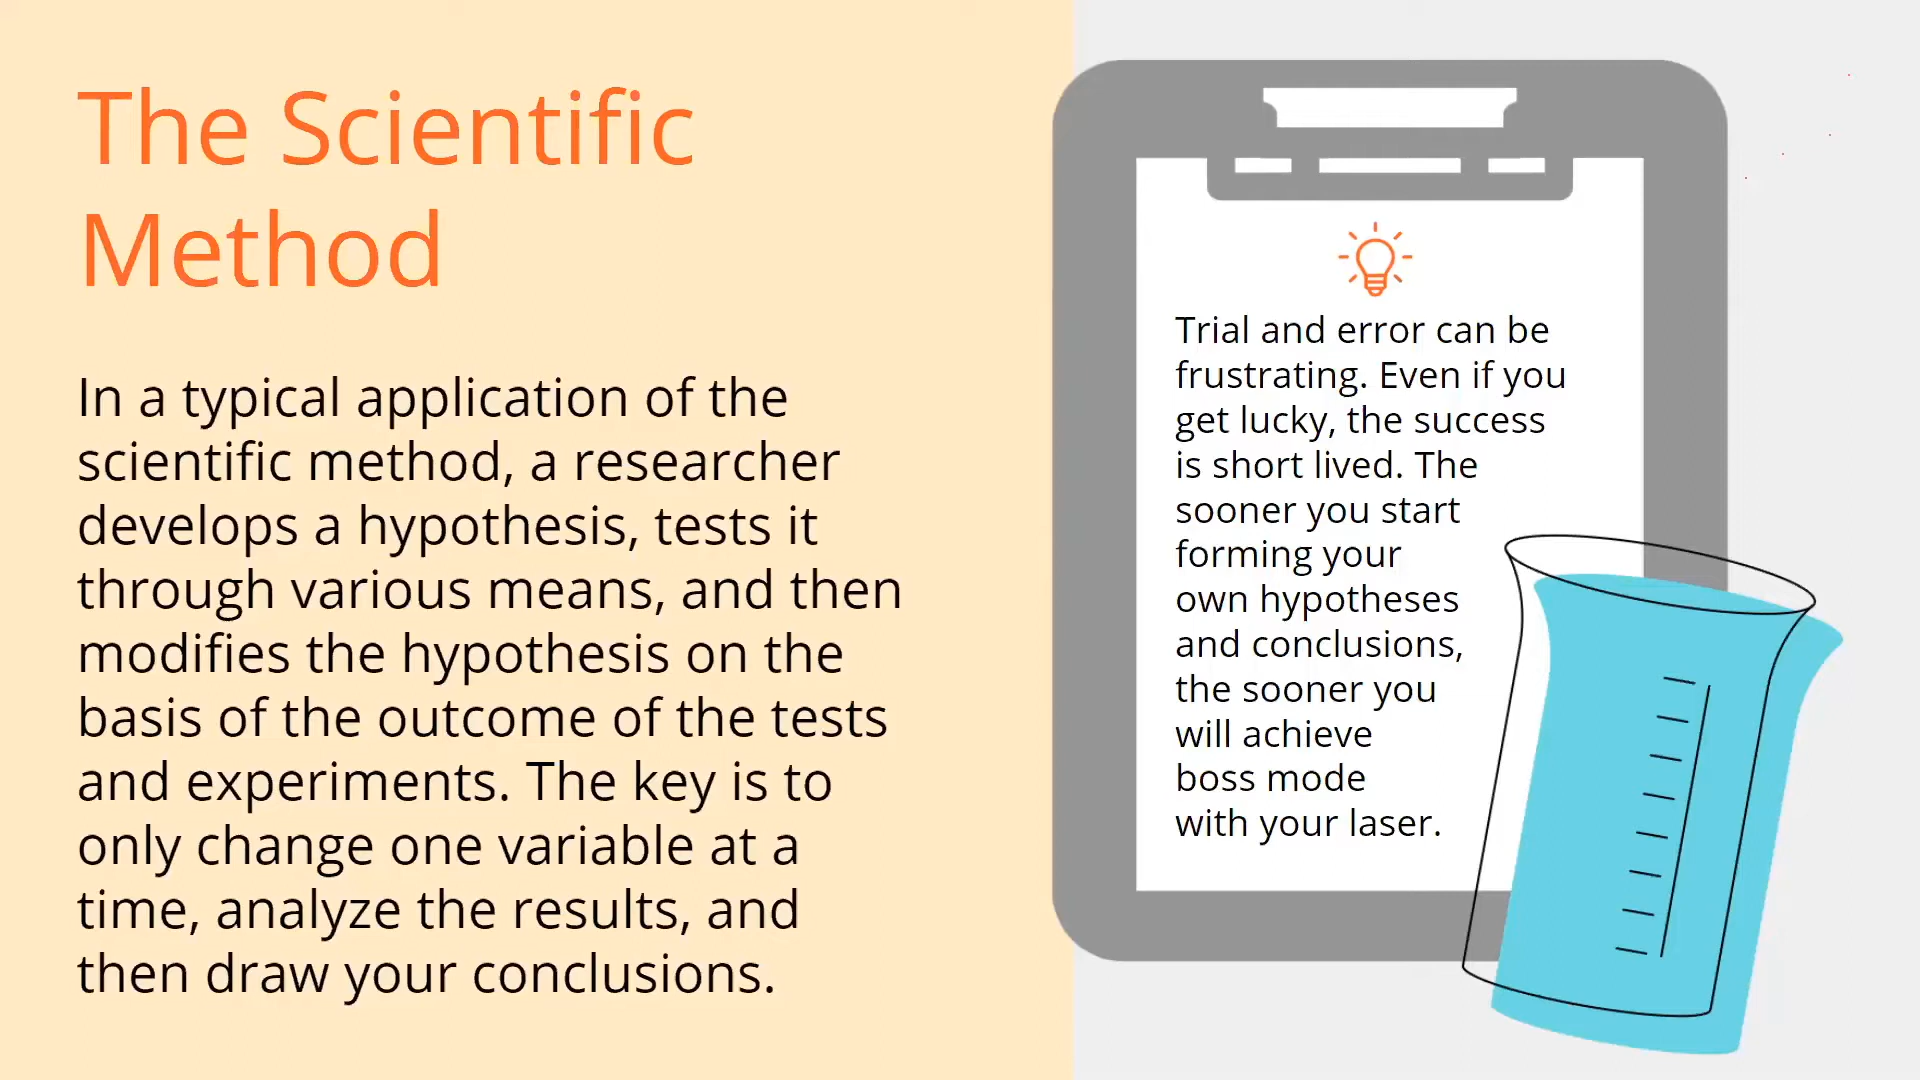 The Scientific
Method
In a typical application of the
scientific method, a researcher
develops a hypothesis, tests it
through various means, and then
modifies the hypothesis on the
basis of the outcome of the tests
and experiments. The key is to
only change one variable at a
time, analyze the results, and
then draw your conclusions.
Trial and error can be
frustrating. Even if you
get lucky, the success
is short lived. The
sooner you start
forming your
own hypotheses
and conclusions,
the sooner you
will achieve
boss mode
with your laser.